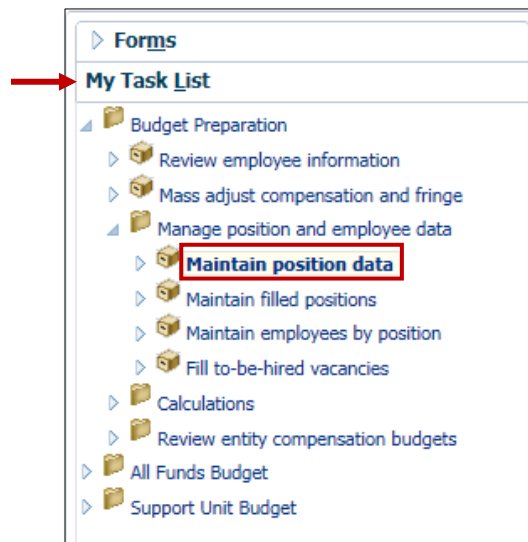 Forms
My Task List
Budget Preparation
Review employee information
Mass adjust compensation and fringe
Manage position and employee data
Maintain position data
Maintain filled positions
Maintain employees by position
Fill to-be-hired vacancies
Calculations
Review entity compensation budgets
All Funds Budget
Support Unit Budget